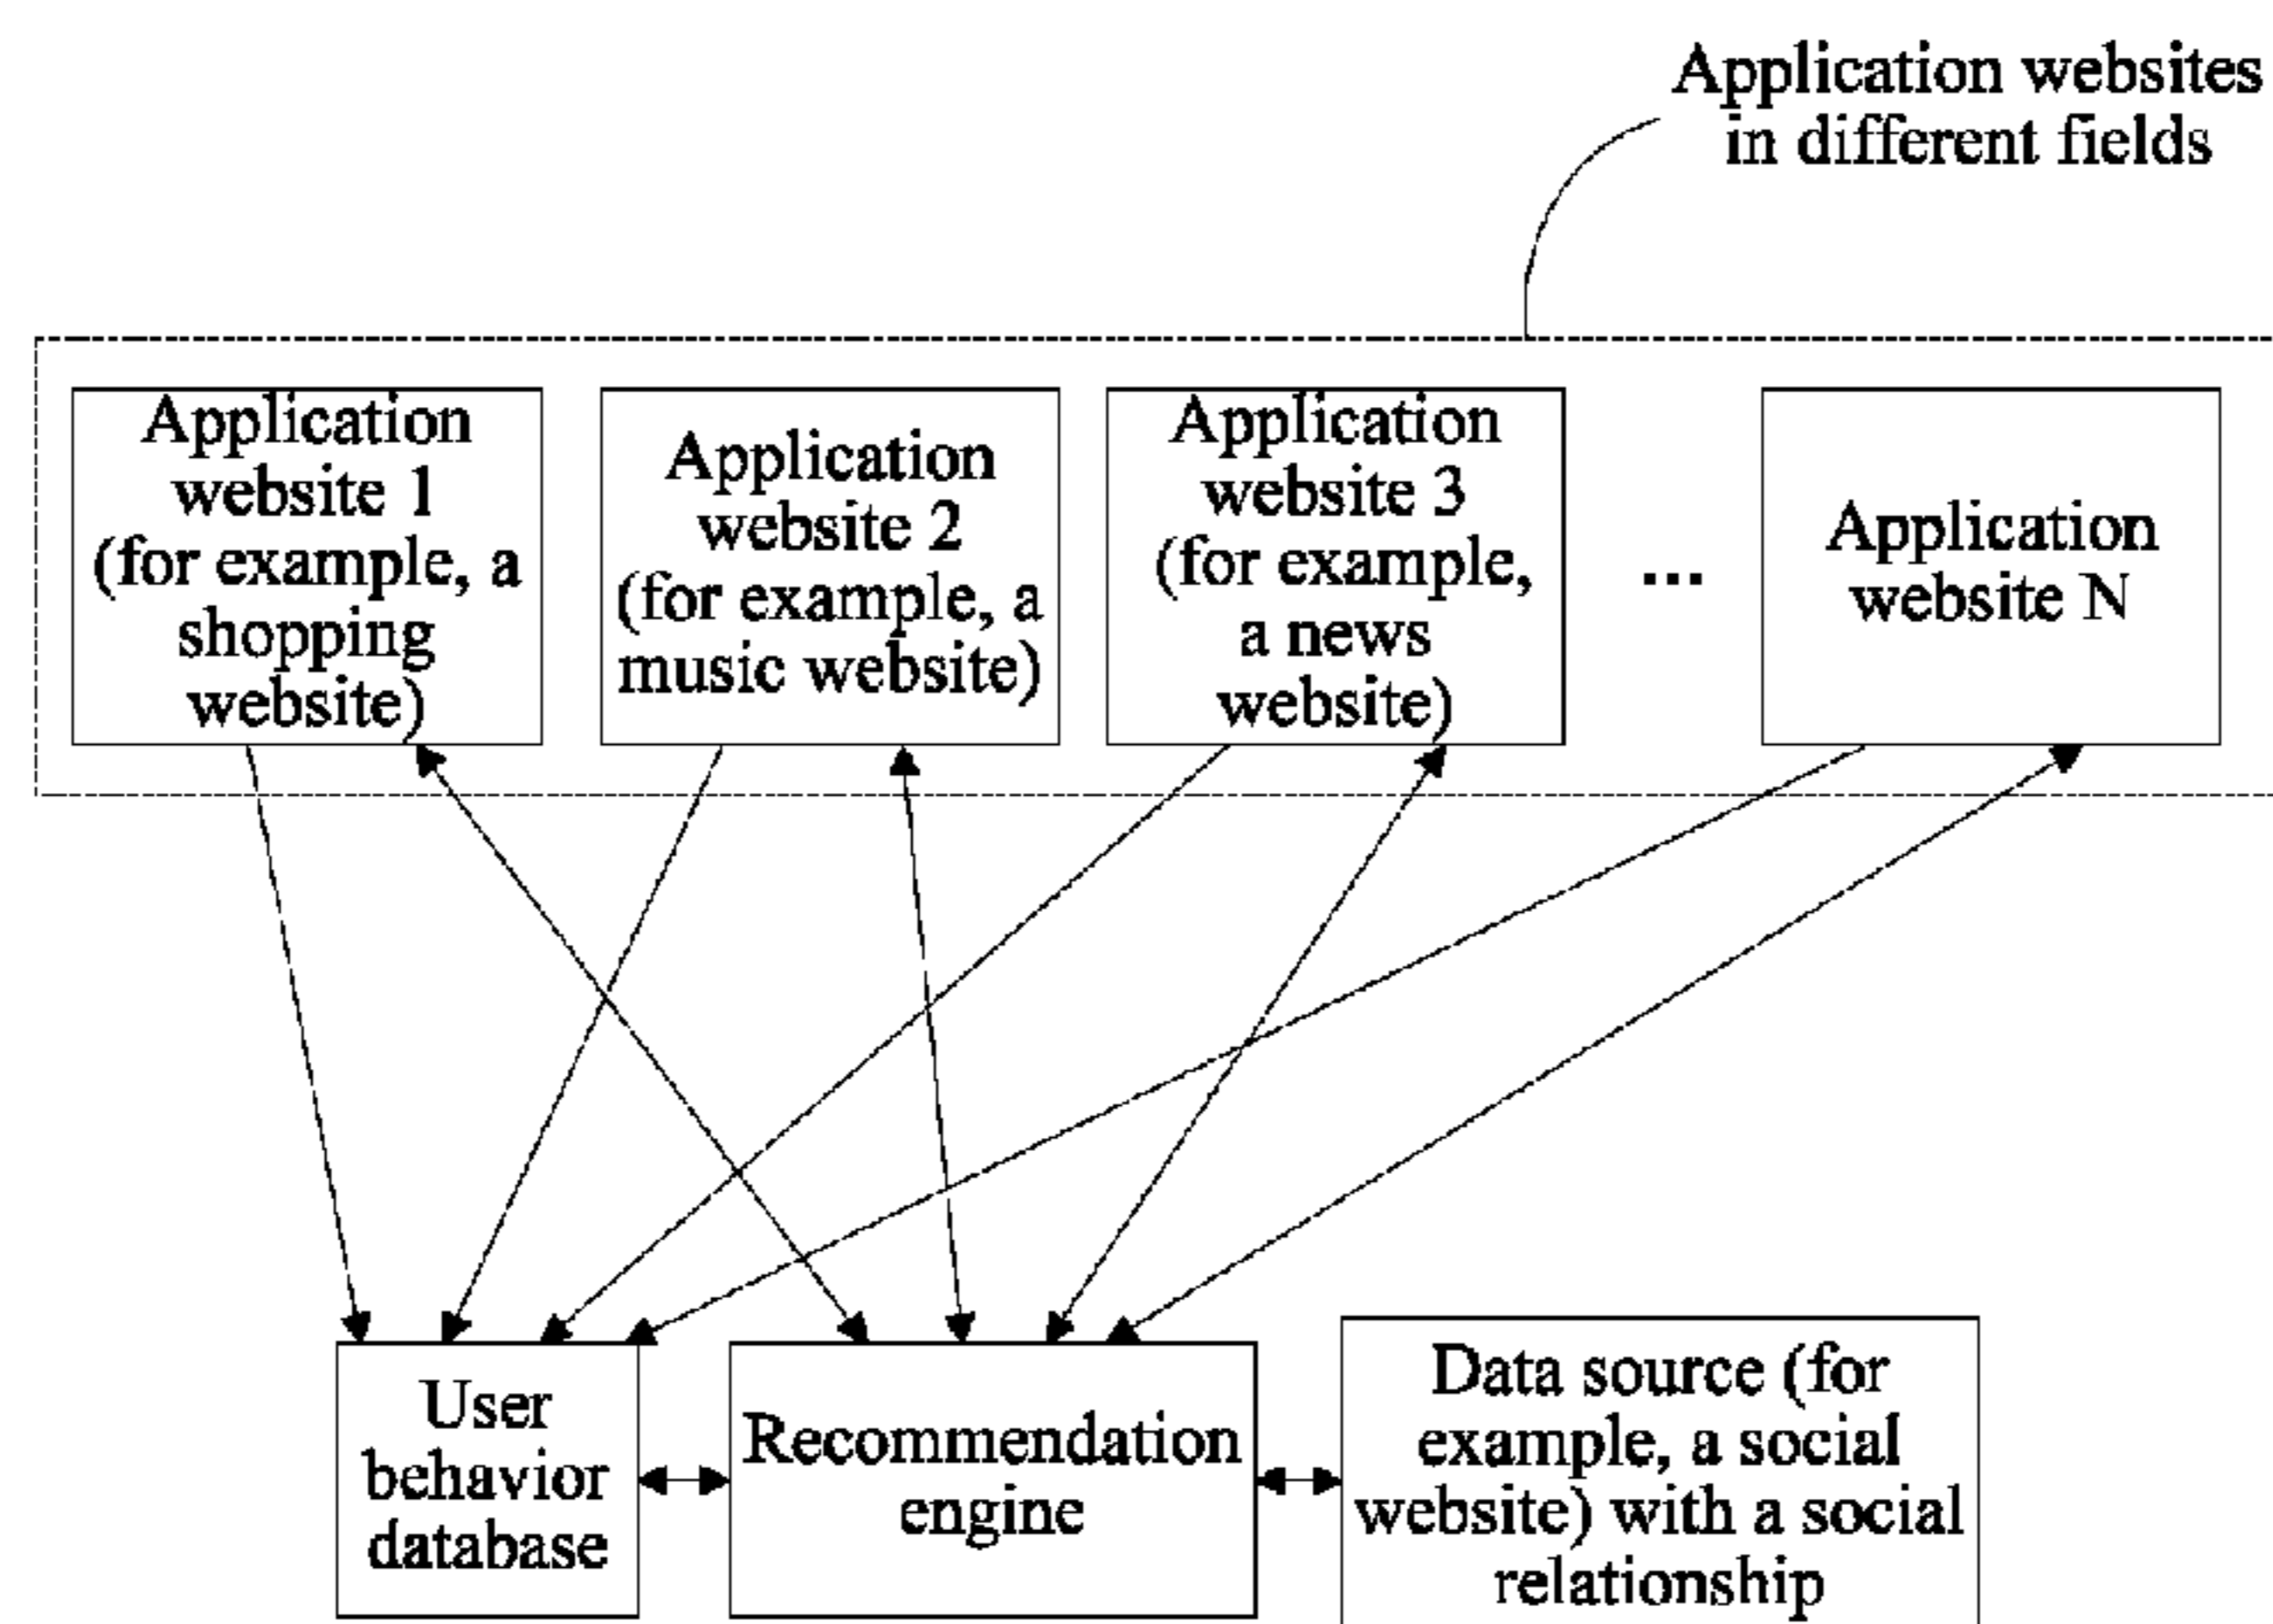 Application websites
in different fields
Application
website 1
(for example, a
shopping
website)
Application
website 2
(for example, a
music website)
Application
website 3
(for example,
a news
website)
...
Application
website N
User
behavior
database
Recommendation
engine
Data source (for
example, a social
website) with a social
relationship